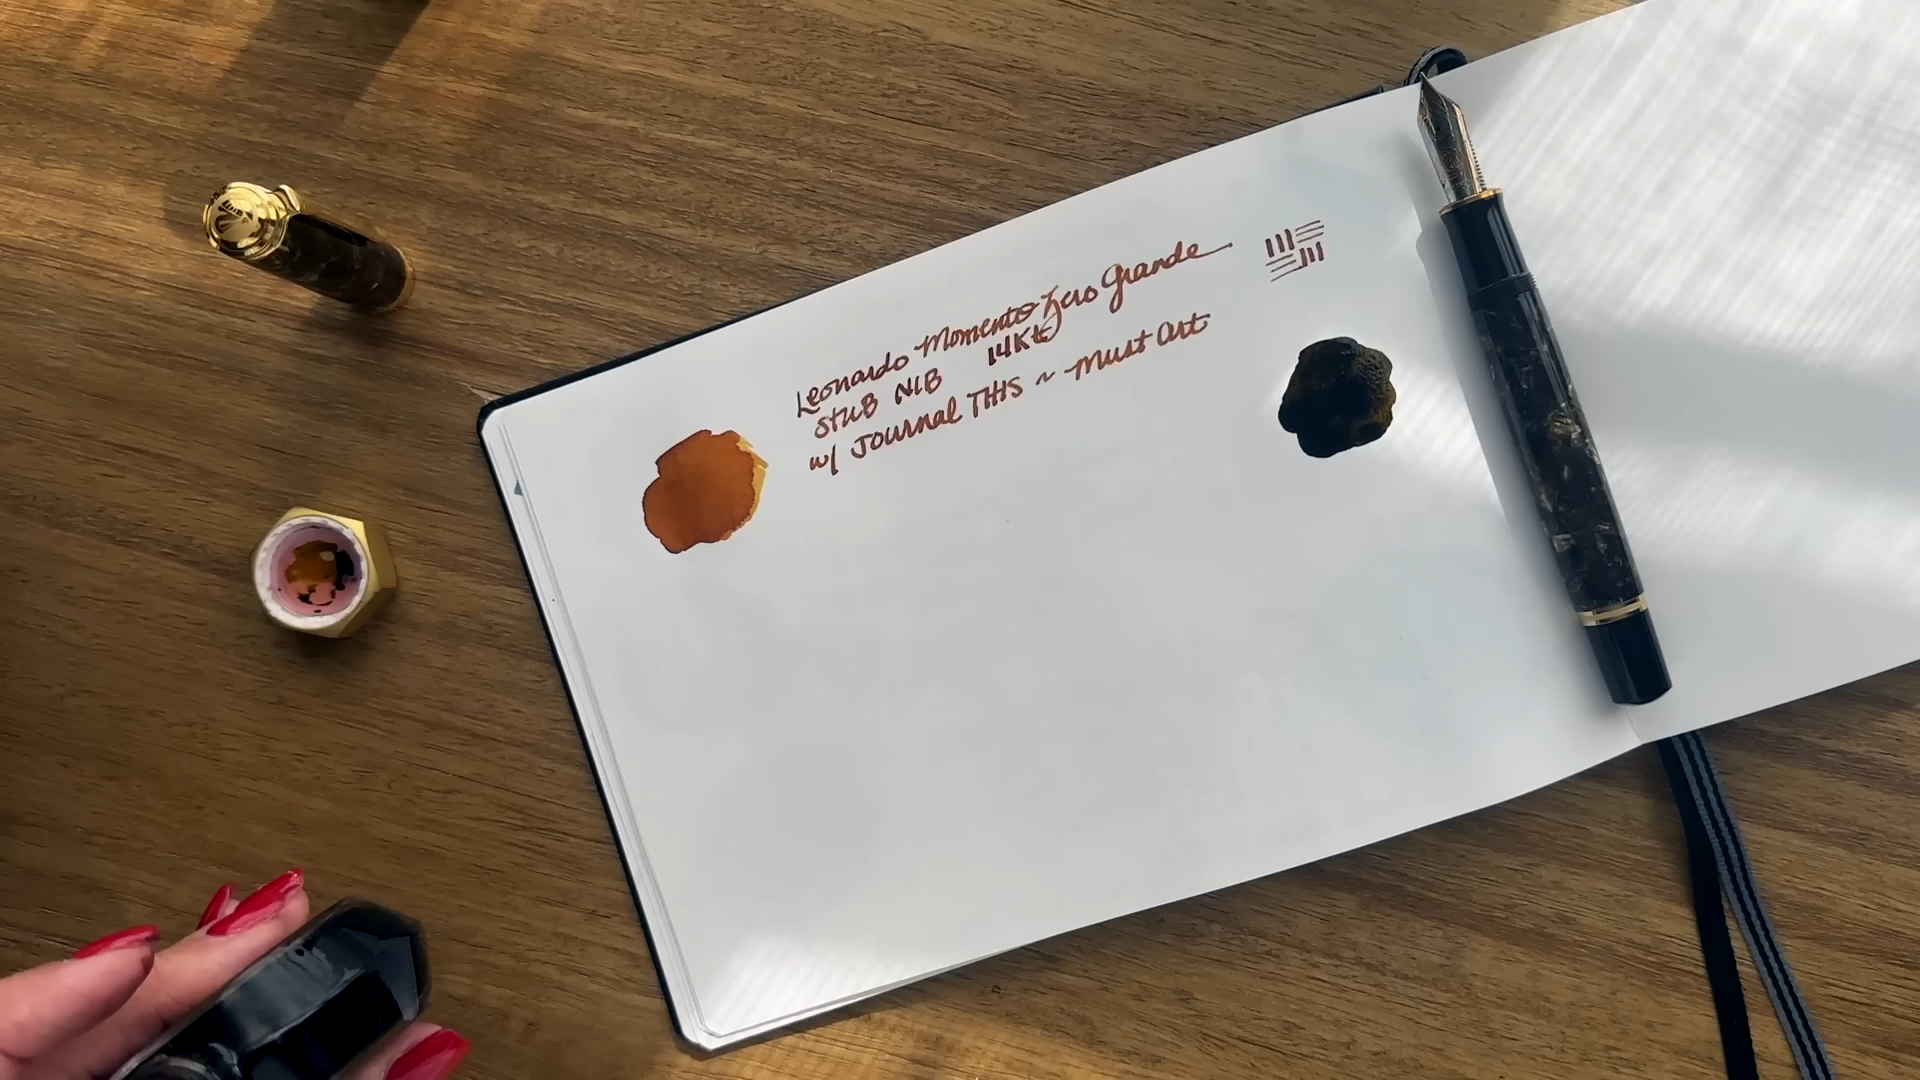 Leonardo Momento Zero Grande
STUB NIB 14Kt
w/ Journal THIS ~ Must Art